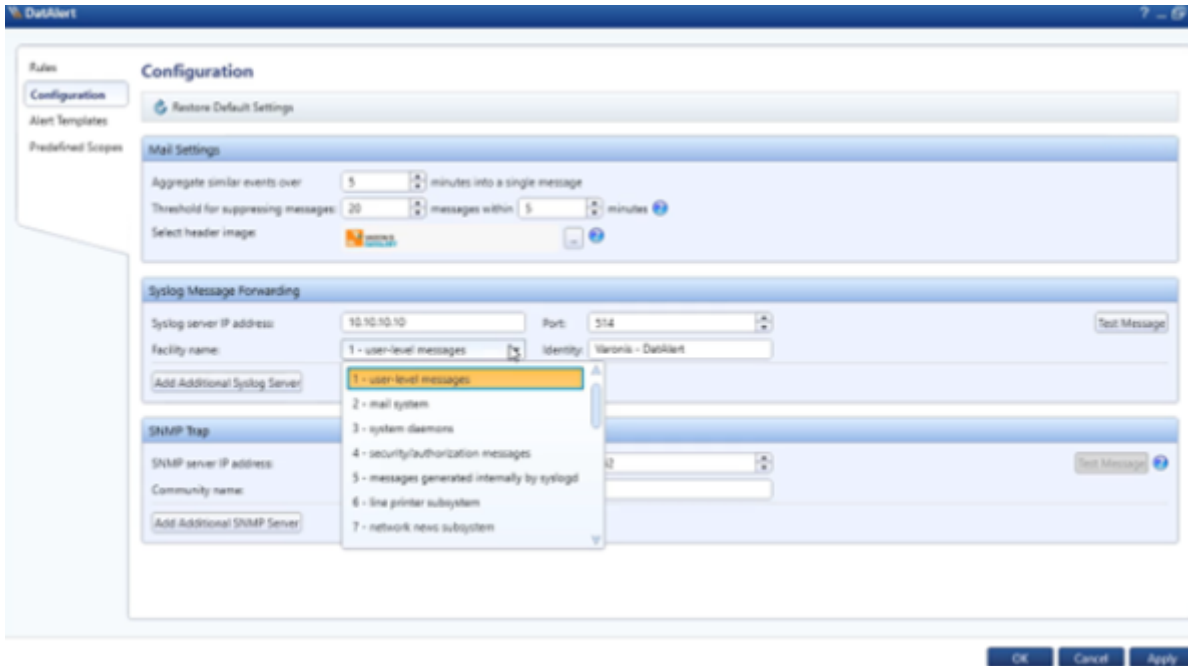 DatAlert
Rules
Configuration
Alert Templates
Predefined Scopes
Configuration
Restore Default Settings
Mail Settings
Aggregate similar events over 5 minutes into a single message
Threshold for suppressing messages: 20 messages within 5 minutes
Select header image: VARONIS DATALERT ...
Syslog Message Forwarding
Syslog server IP address: 10.10.10.10 Port: 514 Test Message
Facility name: 1 - user-level messages Identity: Varonis - DatAlert
Add Additional Syslog Server
1 - user-level messages
2 - mail system
3 - system daemons
4 - security/authorization messages
5 - messages generated internally by syslogd
6 - line printer subsystem
7 - network news subsystem
SNMP Trap
SNMP server IP address: Test Message
Community name:
Add Additional SNMP Server
OK Cancel Apply